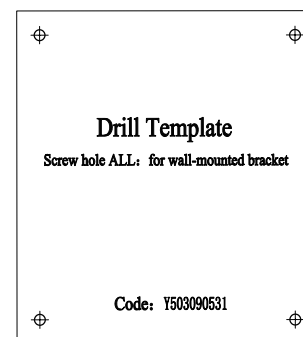 Drill Template
Screw hole ALL: for wall-mounted bracket
Code: Y503090531